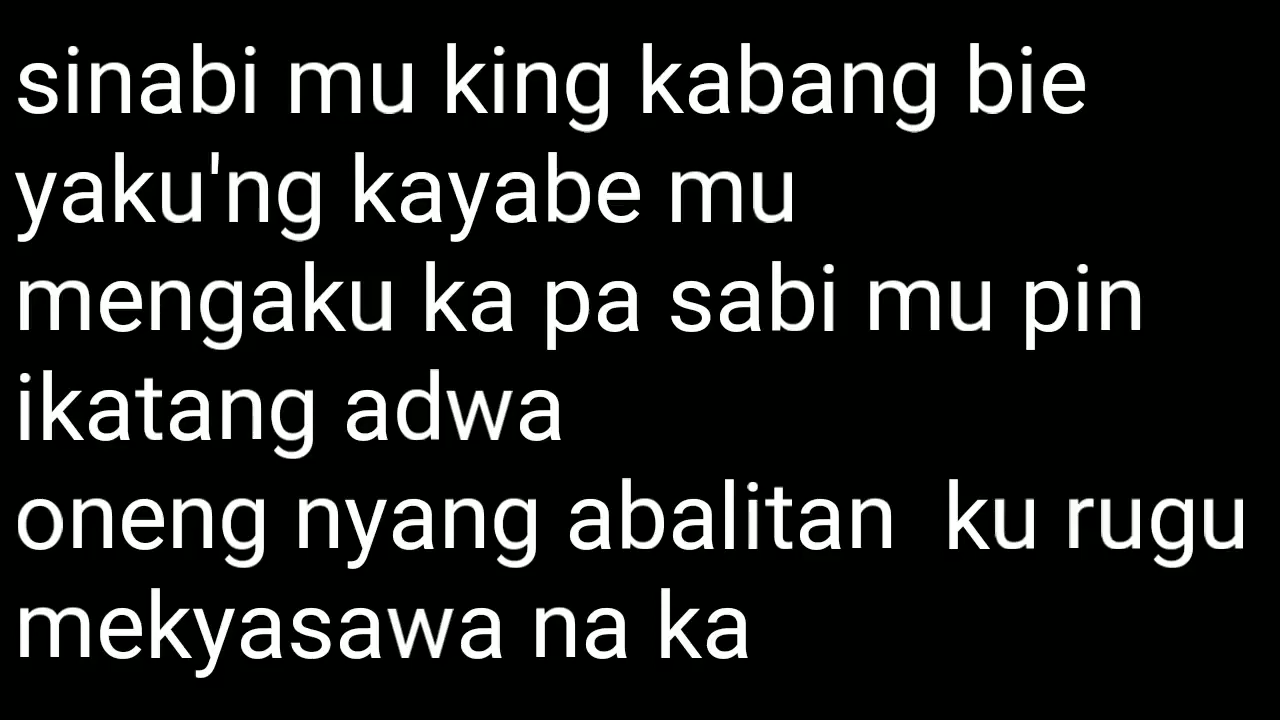 sinabi mu king kabang bie
yaku'ng kayabe mu
mengaku ka pa sabi mu pin
ikatang adwa
oneng nyang abalitan  ku rugu
mekyasawa na ka